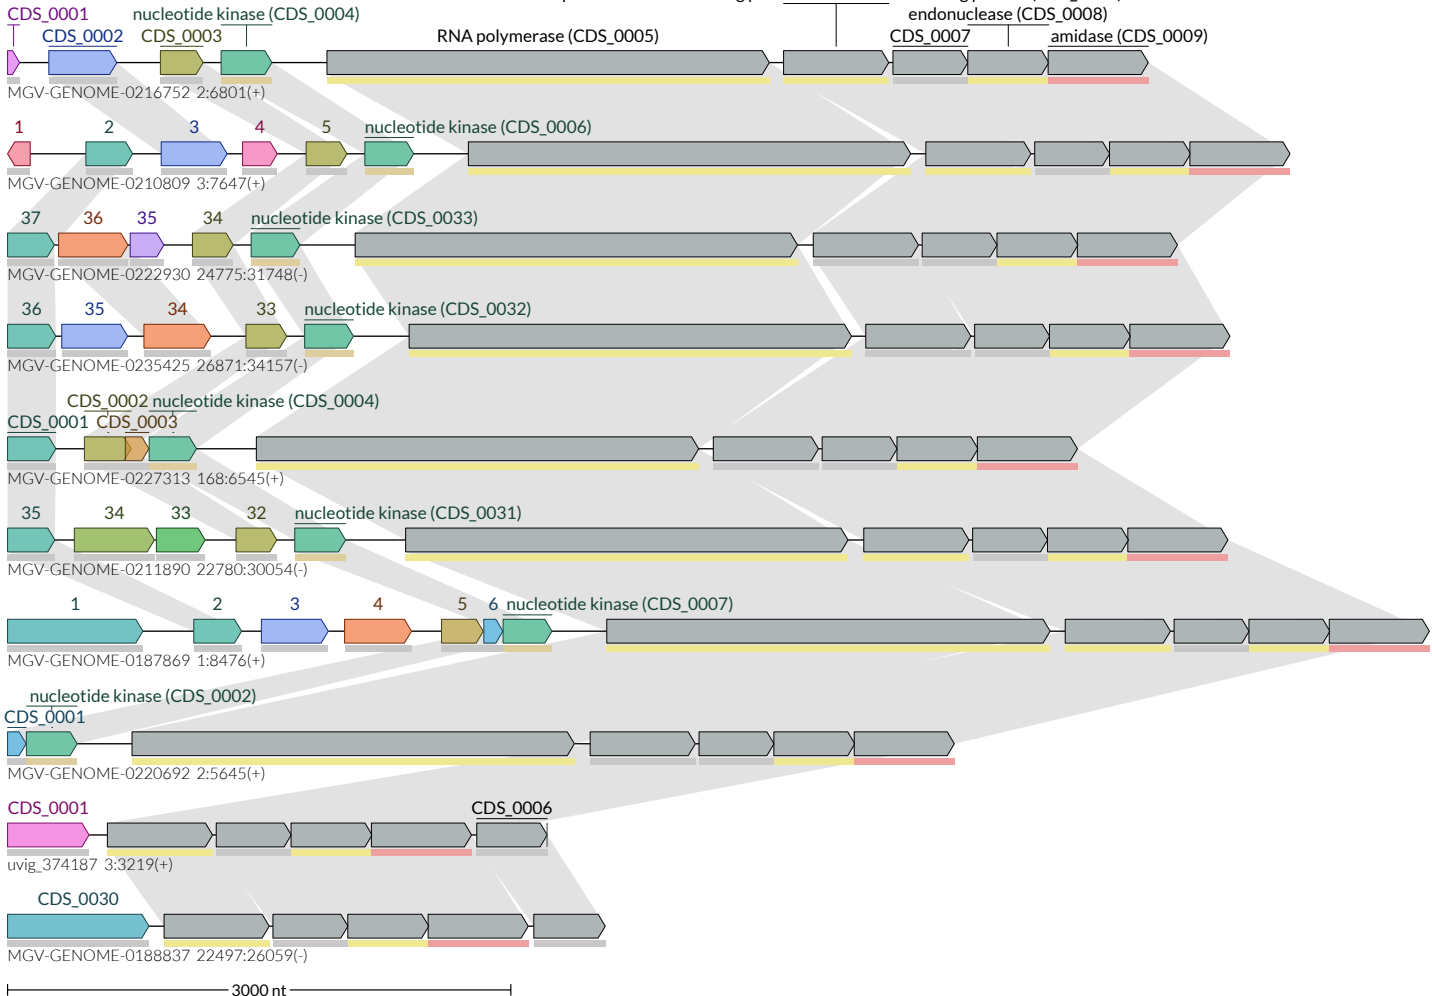 CDS_0001 nucleotide kinase (CDS_0004) endonuclease (CDS_0008)
CDS_0002 CDS_0003 RNA polymerase (CDS_0005) CDS_0007 amidase (CDS_0009)
MGV-GENOME-0216752 2:6801(+)
1 2 3 4 5 nucleotide kinase (CDS_0006)
MGV-GENOME-0210809 3:7647(+)
37 36 35 34 nucleotide kinase (CDS_0033)
MGV-GENOME-0222930 24775:31748(-)
36 35 34 33 nucleotide kinase (CDS_0032)
MGV-GENOME-0235425 26871:34157(-)
CDS_0002 nucleotide kinase (CDS_0004)
CDS_0001 CDS_0003
MGV-GENOME-0227313 168:6545(+)
35 34 33 32 nucleotide kinase (CDS_0031)
MGV-GENOME-0211890 22780:30054(-)
1 2 3 4 5 6 nucleotide kinase (CDS_0007)
MGV-GENOME-0187869 1:8476(+)
nucleotide kinase (CDS_0002)
CDS_0001
MGV-GENOME-0220692 2:5645(+)
CDS_0001 CDS_0006
uvig_374187 3:3219(+)
CDS_0030
MGV-GENOME-0188837 22497:26059(-)
3000 nt